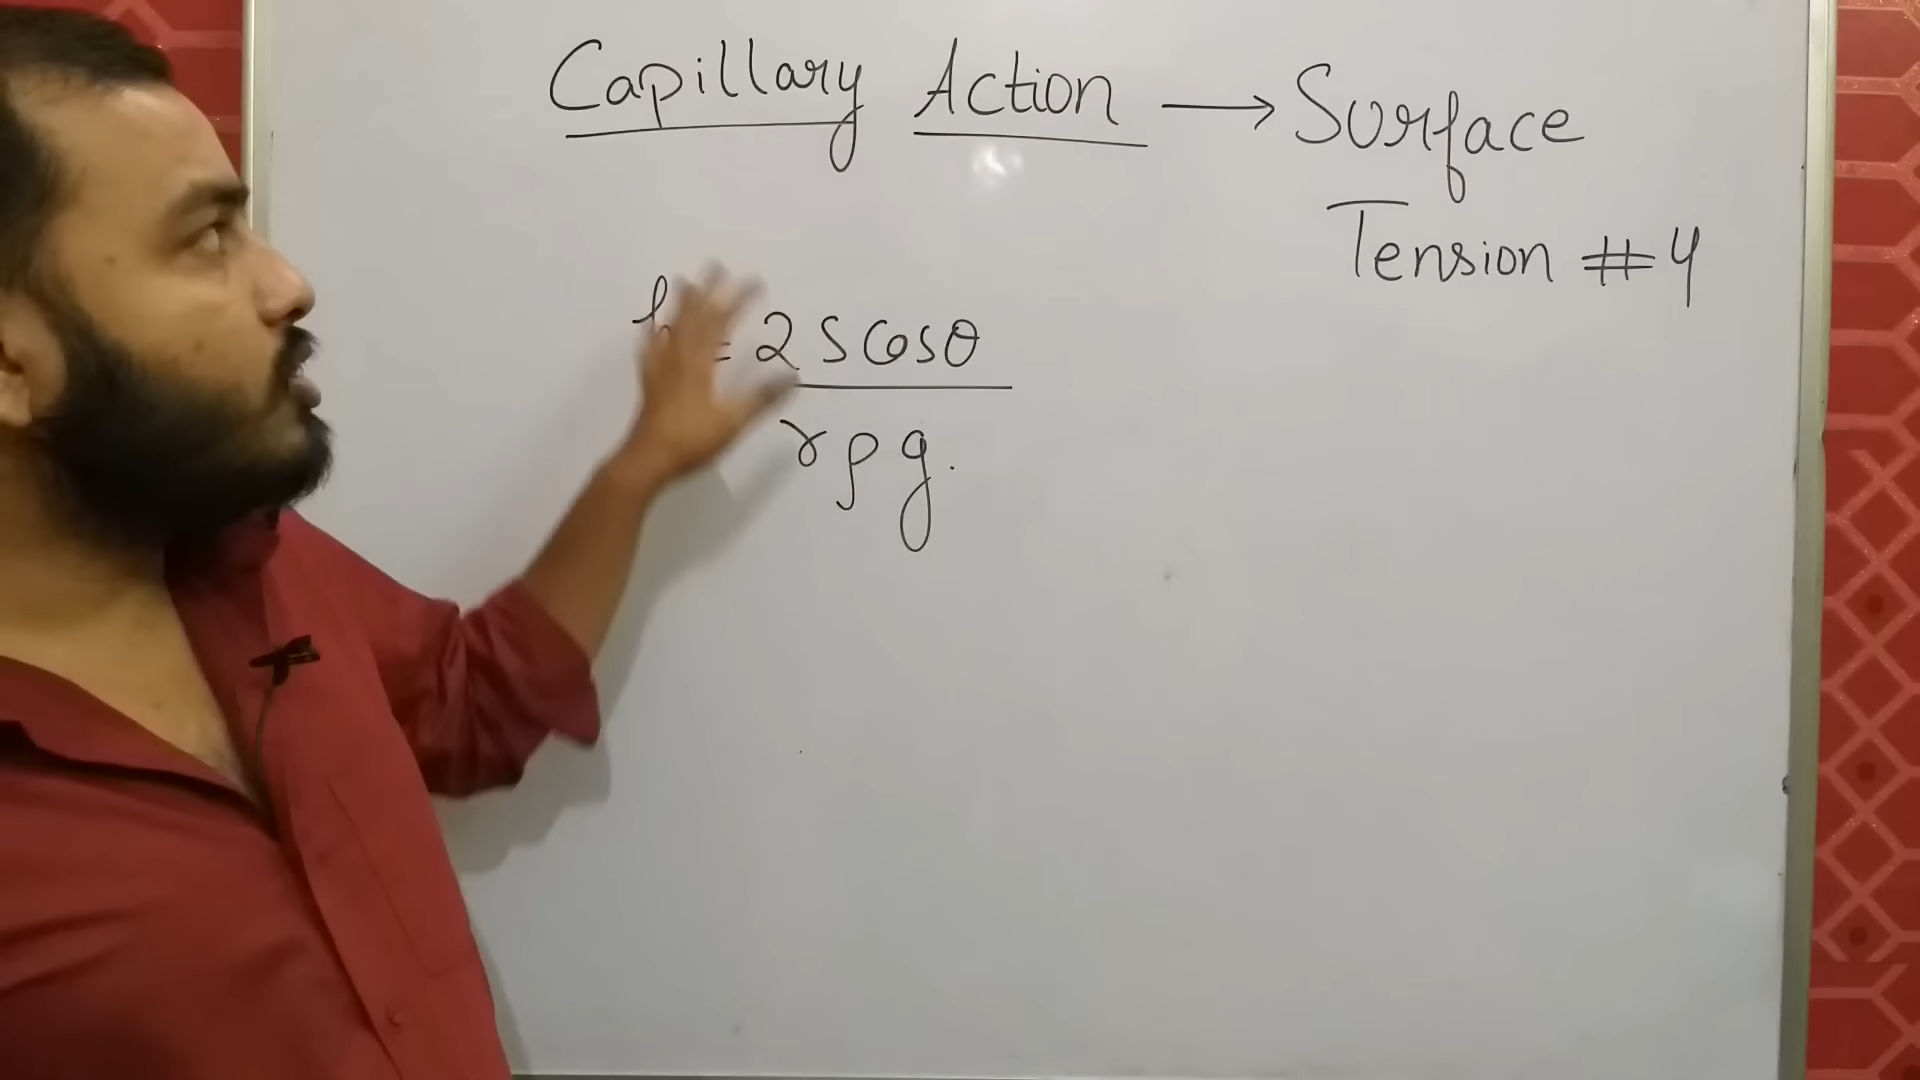 Capillary Action → Surface
Tension #4
h = 2 S Cosθ
r ρ g.